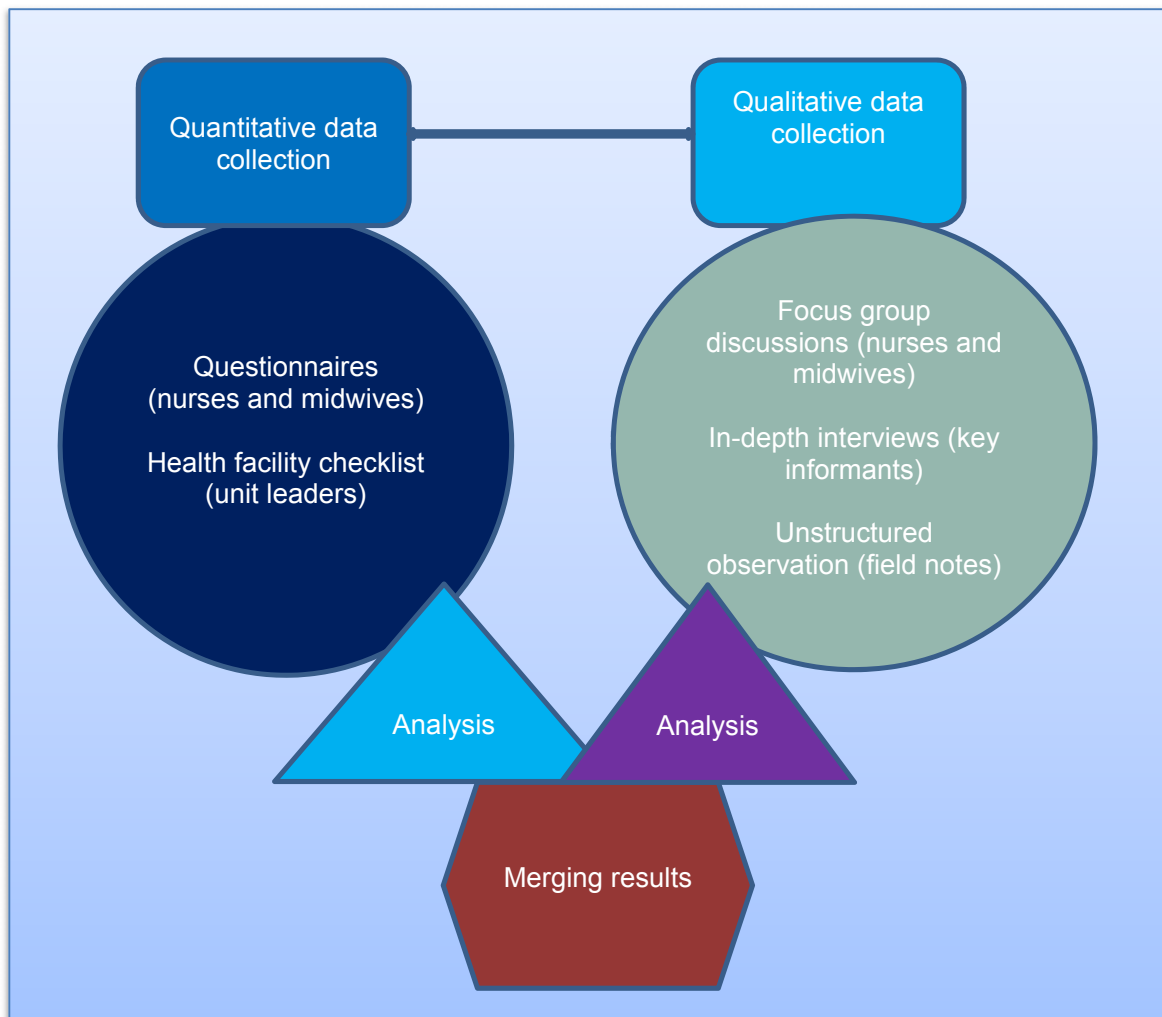 Quantitative data
collection
Qualitative data
collection
Questionnaires
(nurses and midwives)
Health facility checklist
(unit leaders)
Focus group
discussions (nurses and
midwives)
In-depth interviews (key
informants)
Unstructured
observation (field notes)
Analysis
Analysis
Merging results